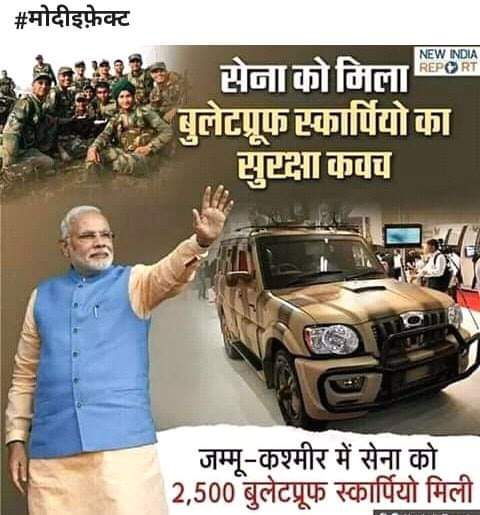 #मोदीइफ़ेक्ट
NEW INDIA
REPORT
सेना को मिला
बुलेटप्रूफ स्कार्पियो का
सुरक्षा कवच
जम्मू-कश्मीर में सेना को
2,500 बुलेटप्रूफ स्कार्पियो मिली